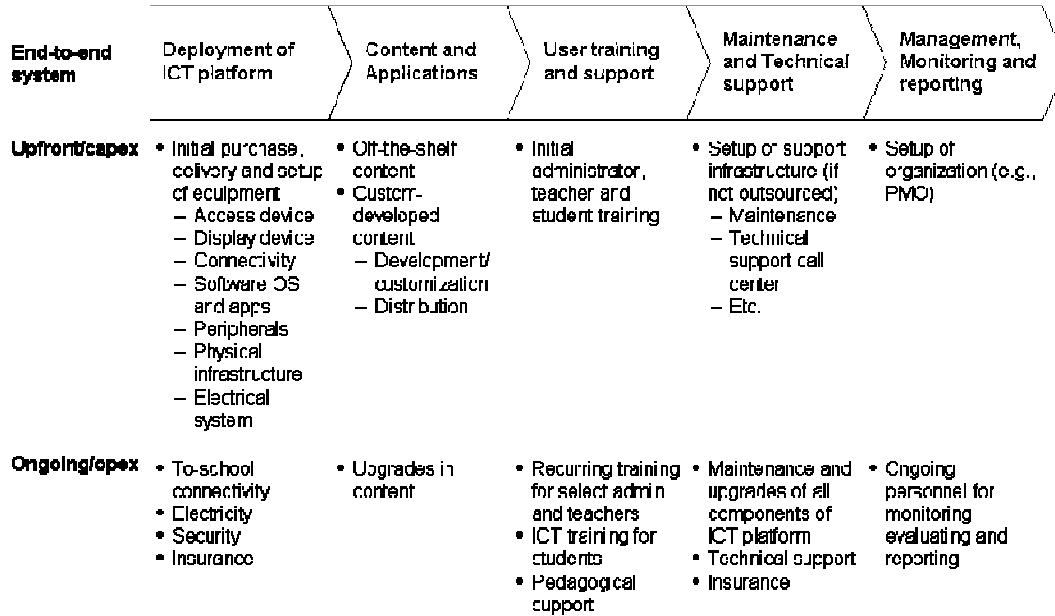 End-to-end
system
Deployment of
ICT platform
Content and
Applications
User training
and support
Maintenance
and Technical
support
Management,
Monitoring and
reporting
Upfront/capex
• Initial purchase,
delivery and setup
of equipment
– Access device
– Display device
– Connectivity
– Software OS
and apps
– Peripherals
– Physical
infrastructure
– Electrical
system
• Off-the-shelf
content
• Custom-
developed
content
– Development/
customization
– Distribution
• Initial
administrator,
teacher and
student training
• Setup of support
infrastructure (if
not outsourced)
– Maintenance
– Technical
support call
center
– Etc.
• Setup of
organization (e.g.,
PMO)
Ongoing/opex
• To-school
connectivity
• Electricity
• Security
• Insurance
• Upgrades in
content
• Recurring training
for select admin
and teachers
• ICT training for
students
• Pedagogical
support
• Maintenance and
upgrades of all
components of
ICT platform
• Technical support
• Insurance
• Ongoing
personnel for
monitoring
evaluating and
reporting